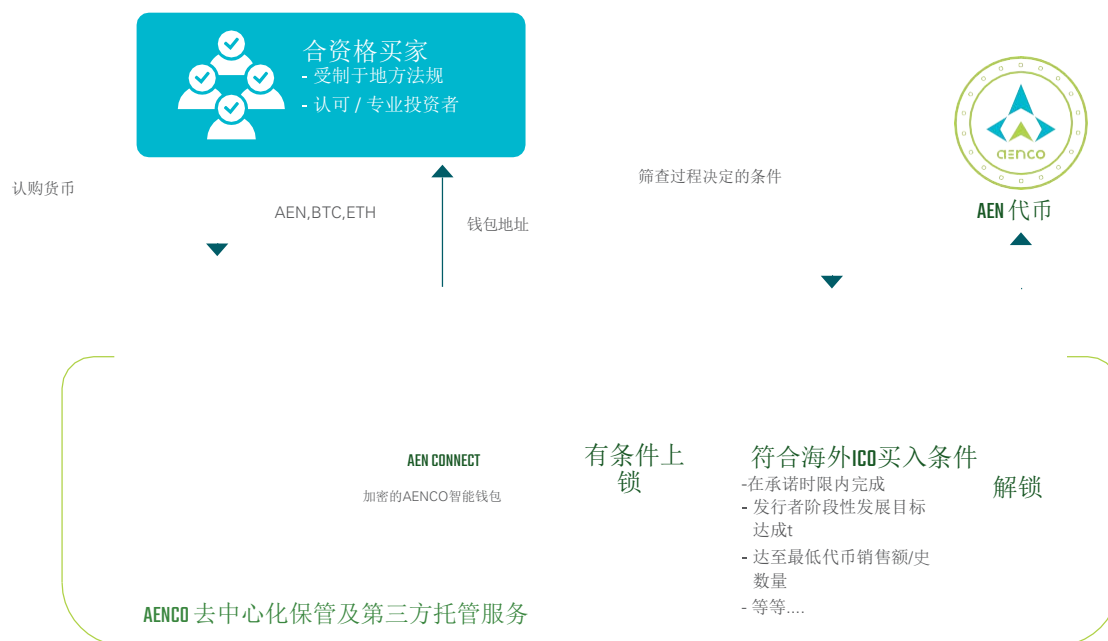 合资格买家
- 受制于地方法规
- 认可 / 专业投资者
aenco
认购货币
筛查过程决定的条件
AEN,BTC,ETH
钱包地址
AEN 代币
AEN CONNECT
加密的AENCO智能钱包
有条件上
锁
符合海外ICO买入条件
-在承诺时限内完成
- 发行者阶段性发展目标
达成t
- 达至最低代币销售额/史
数量
- 等等....
解锁
AENCO 去中心化保管及第三方托管服务